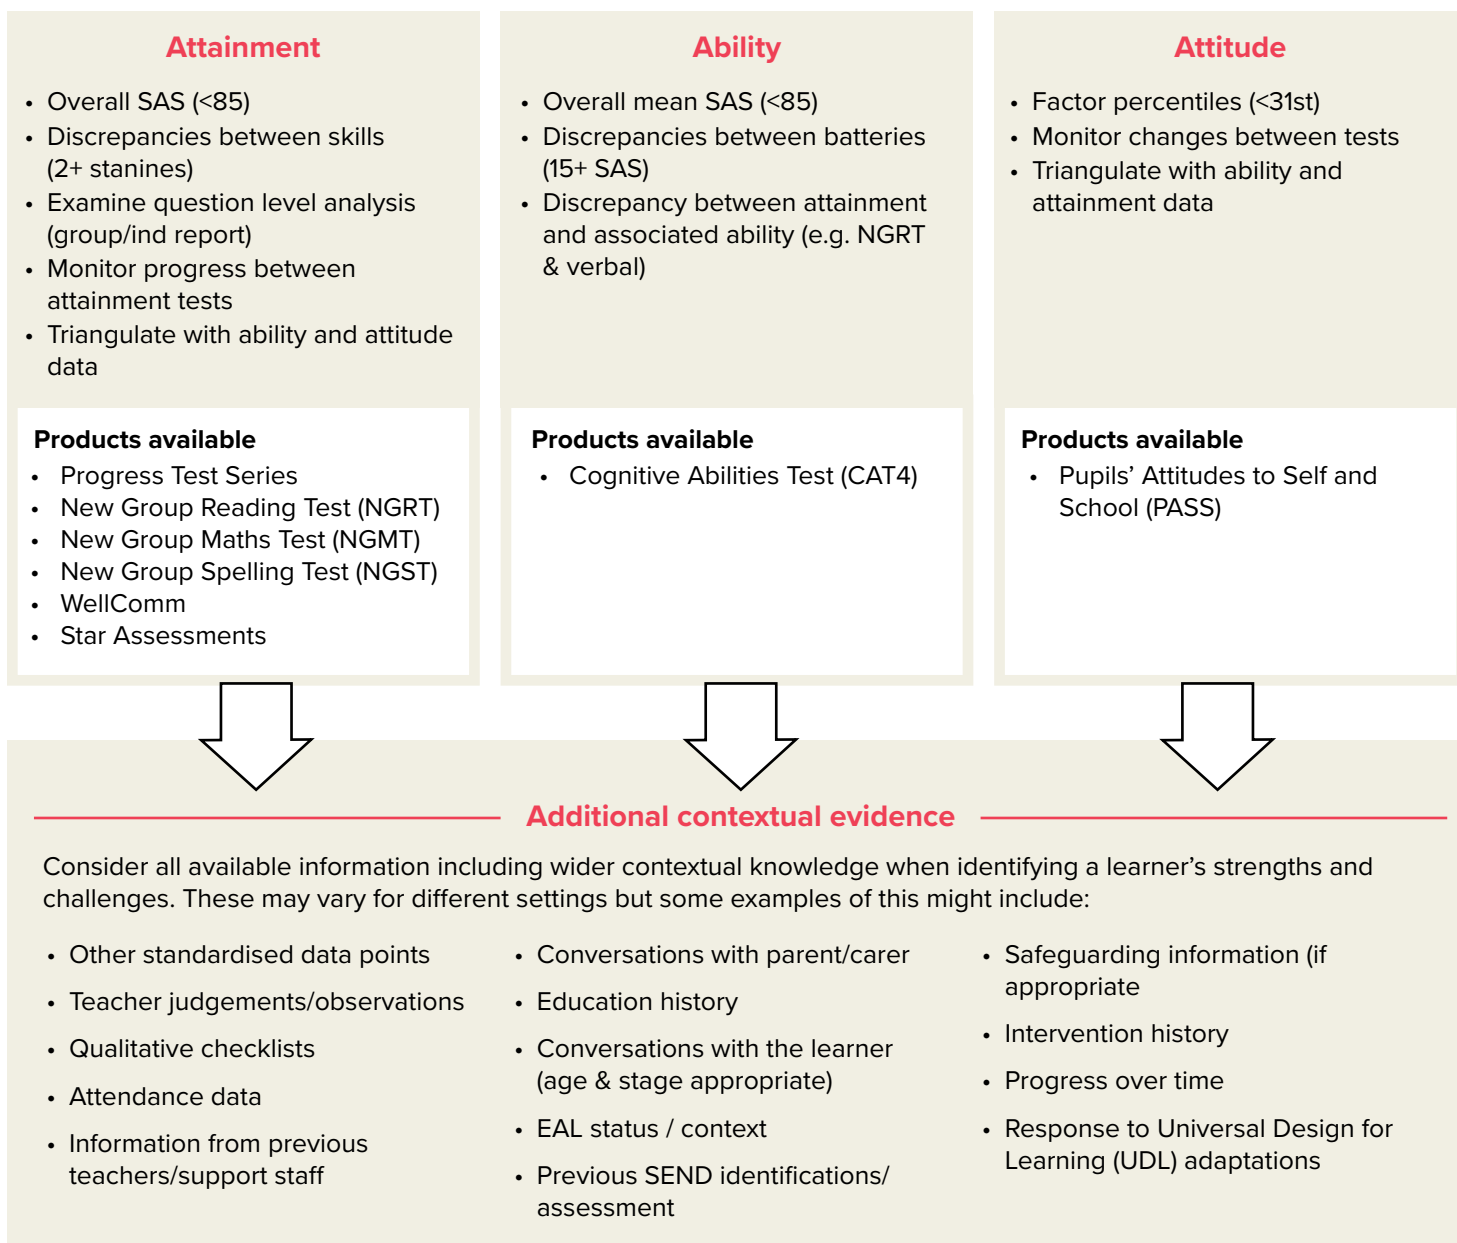 Attainment
• Overall SAS (<85)
• Discrepancies between skills
(2+ stanines)
• Examine question level analysis
(group/ind report)
• Monitor progress between
attainment tests
• Triangulate with ability and attitude
data
Products available
• Progress Test Series
• New Group Reading Test (NGRT)
• New Group Maths Test (NGMT)
• New Group Spelling Test (NGST)
• WellComm
• Star Assessments
Ability
• Overall mean SAS (<85)
• Discrepancies between batteries
(15+ SAS)
• Discrepancy between attainment
and associated ability (e.g. NGRT
& verbal)
Products available
• Cognitive Abilities Test (CAT4)
Attitude
• Factor percentiles (<31st)
• Monitor changes between tests
• Triangulate with ability and
attainment data
Products available
• Pupils’ Attitudes to Self and
School (PASS)
Additional contextual evidence
Consider all available information including wider contextual knowledge when identifying a learner’s strengths and
challenges. These may vary for different settings but some examples of this might include:
• Other standardised data points
• Teacher judgements/observations
• Qualitative checklists
• Attendance data
• Information from previous
teachers/support staff
• Conversations with parent/carer
• Education history
• Conversations with the learner
(age & stage appropriate)
• EAL status / context
• Previous SEND identifications/
assessment
• Safeguarding information (if
appropriate
• Intervention history
• Progress over time
• Response to Universal Design for
Learning (UDL) adaptations